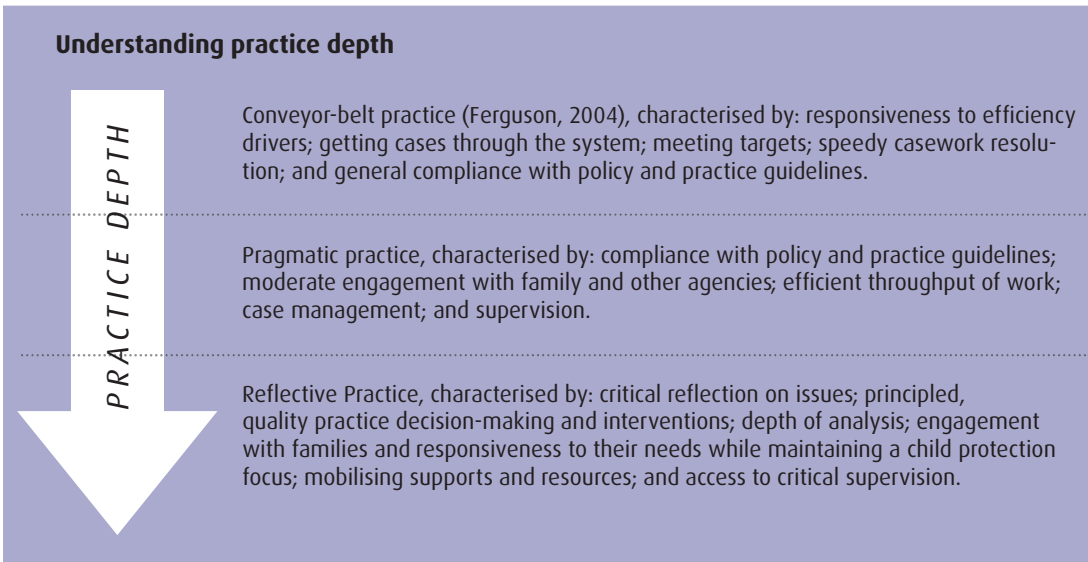 Understanding practice depth
PRACTICE DEPTH
Conveyor-belt practice (Ferguson, 2004), characterised by: responsiveness to efficiency
drivers; getting cases through the system; meeting targets; speedy casework resolu-
tion; and general compliance with policy and practice guidelines.
Pragmatic practice, characterised by: compliance with policy and practice guidelines;
moderate engagement with family and other agencies; efficient throughput of work;
case management; and supervision.
Reflective Practice, characterised by: critical reflection on issues; principled,
quality practice decision-making and interventions; depth of analysis; engagement
with families and responsiveness to their needs while maintaining a child protection
focus; mobilising supports and resources; and access to critical supervision.